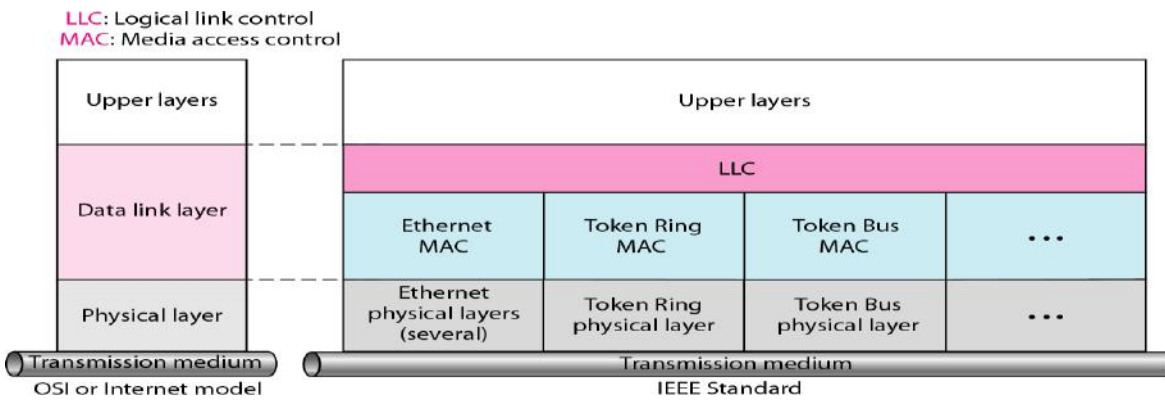 LLC: Logical link control
MAC: Media access control
Upper layers
Data link layer
Physical layer
Transmission medium
OSI or Internet model
Upper layers
LLC
Ethernet
MAC
Token Ring
MAC
Token Bus
MAC
•••
Ethernet
physical layers
(several)
Token Ring
physical layer
Token Bus
physical layer
•••
Transmission medium
IEEE Standard